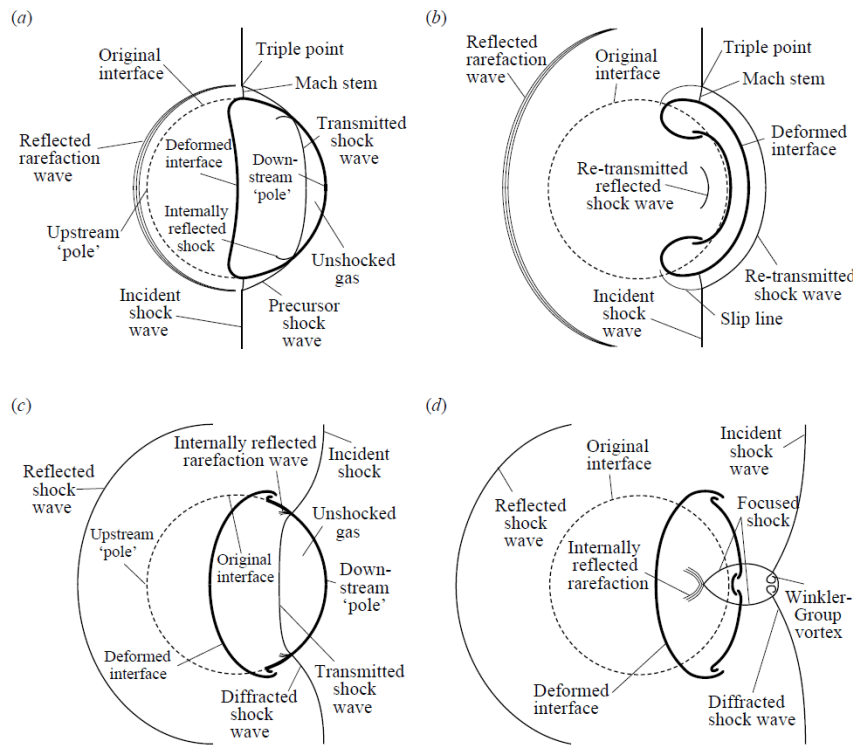 (a)
Original
interface
Triple point
Mach stem
Reflected
rarefaction
wave
Deformed
interface
Down-
stream
‘pole’
Transmitted
shock
wave
Internally
reflected
shock
Upstream
‘pole’
Unshocked
gas
Incident
shock
wave
Precursor
shock
wave
(b)
Reflected
rarefaction
wave
Original
interface
Triple point
Mach stem
Deformed
interface
Re-transmitted
reflected
shock wave
Incident
shock
wave
Re-transmitted
shock wave
Slip line
(c)
Internally
reflected
rarefaction wave
Incident
shock
Reflected
shock
wave
Unshocked
gas
Upstream
‘pole’
Original
interface
Down-
stream
‘pole’
Deformed
interface
Transmitted
shock
wave
Diffracted
shock
wave
(d)
Original
interface
Incident
shock
wave
Reflected
shock
wave
Focused
shock
Internally
reflected
rarefaction
Winkler-
Group
vortex
Deformed
interface
Diffracted
shock wave